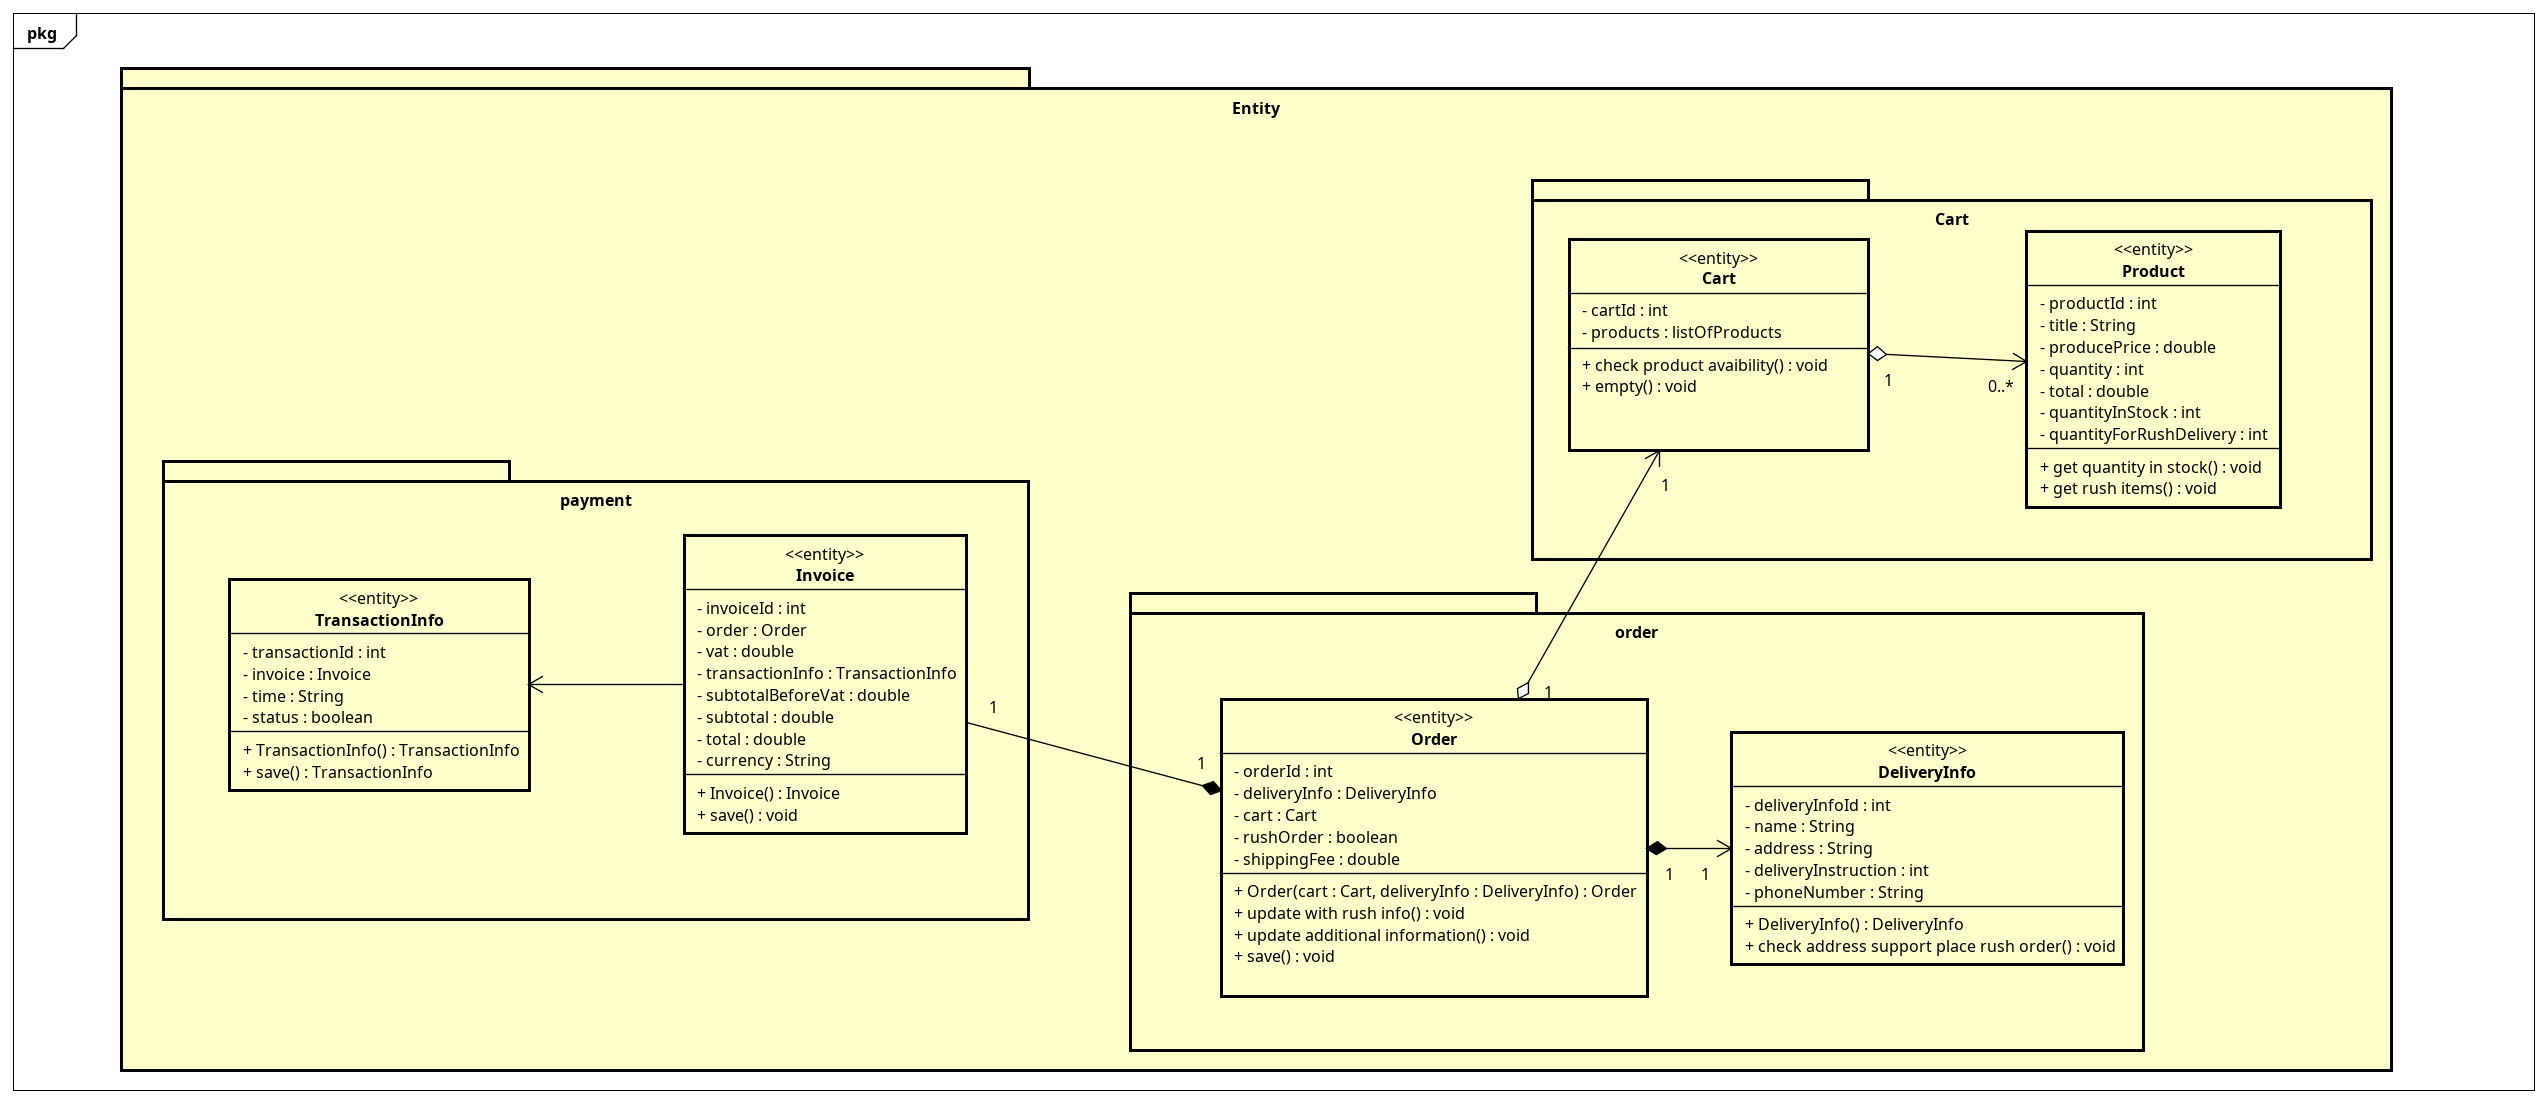 pkg
Entity
Cart
<<entity>>
Cart
- cartId : int
- products : listOfProducts
+ check product avaibility() : void
+ empty() : void
1
0..*
<<entity>>
Product
- productId : int
- title : String
- producePrice : double
- quantity : int
- total : double
- quantityInStock : int
- quantityForRushDelivery : int
+ get quantity in stock() : void
+ get rush items() : void
1
payment
<<entity>>
TransactionInfo
- transactionId : int
- invoice : Invoice
- time : String
- status : boolean
+ TransactionInfo() : TransactionInfo
+ save() : TransactionInfo
<<entity>>
Invoice
- invoiceId : int
- order : Order
- vat : double
- transactionInfo : TransactionInfo
- subtotalBeforeVat : double
- subtotal : double
- total : double
- currency : String
+ Invoice() : Invoice
+ save() : void
1
1
order
1
<<entity>>
Order
- orderId : int
- deliveryInfo : DeliveryInfo
- cart : Cart
- rushOrder : boolean
- shippingFee : double
+ Order(cart : Cart, deliveryInfo : DeliveryInfo) : Order
+ update with rush info() : void
+ update additional information() : void
+ save() : void
1
1
<<entity>>
DeliveryInfo
- deliveryInfoId : int
- name : String
- address : String
- deliveryInstruction : int
- phoneNumber : String
+ DeliveryInfo() : DeliveryInfo
+ check address support place rush order() : void